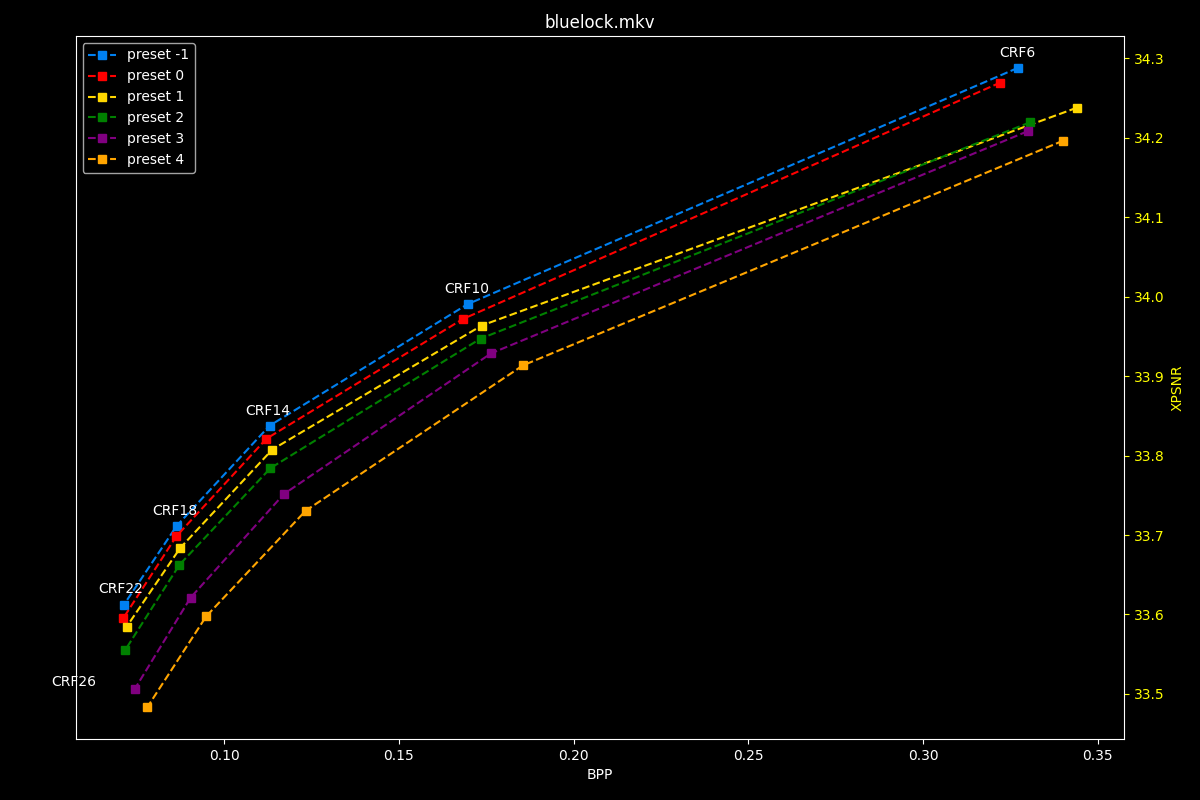 bluelock.mkv
preset -1
preset 0
preset 1
preset 2
preset 3
preset 4
CRF6
CRF10
CRF14
CRF18
CRF22
CRF26
34.3
34.2
34.1
34.0
33.9
33.8
33.7
33.6
33.5
XPSNR
0.10
0.15
0.20
0.25
0.30
0.35
BPP